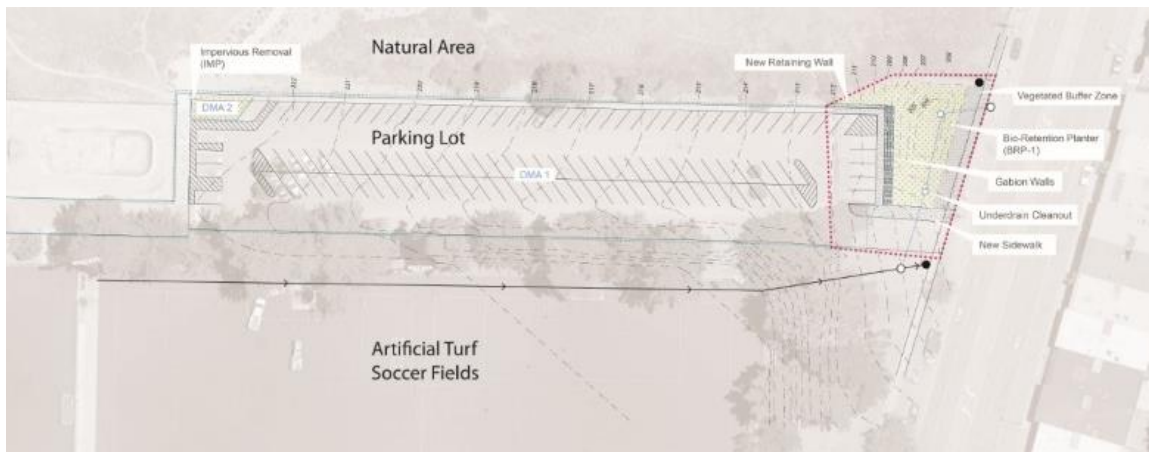 Natural Area
Impervious Removal
(IMP)
New Retaining Wall
DMA 2
Parking Lot
DMA 1
Vegetated Buffer Zone
Bio-Retention Planter
(BRP-1)
Gabion Walls
Underdrain Cleanout
New Sidewalk
Artificial Turf
Soccer Fields